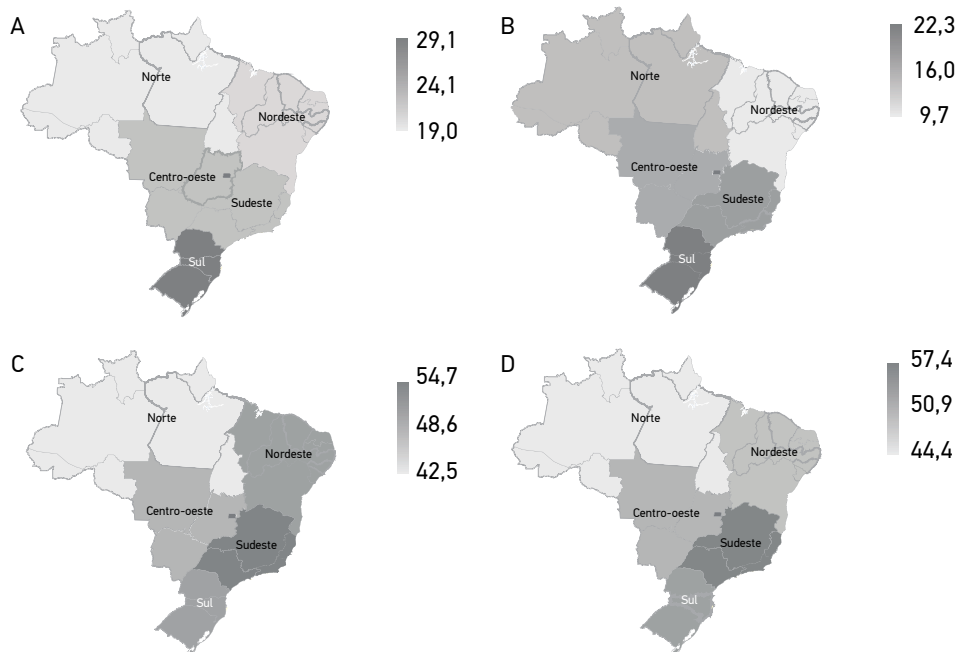 A
Norte
Nordeste
Centro-oeste
Sudeste
Sul
29,1
24,1
19,0
B
Norte
Nordeste
Centro-oeste
Sudeste
Sul
22,3
16,0
9,7
C
Norte
Nordeste
Centro-oeste
Sudeste
Sul
54,7
48,6
42,5
D
Norte
Nordeste
Centro-oeste
Sudeste
Sul
57,4
50,9
44,4